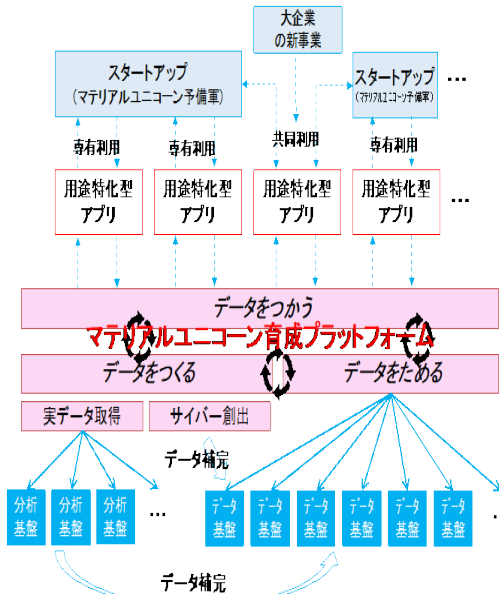 大企業
の新事業
スタートアップ
(マテリアルユニコーン予備軍)
スタートアップ
(マテリアルユニコーン予備軍)
…
専有利用
専有利用
共同利用
専有利用
用途特化型
アプリ
用途特化型
アプリ
用途特化型
アプリ
用途特化型
アプリ
…
データをつかう
マテリアルユニコーン育成プラットフォーム
データをつくる
データをためる
実データ取得
サイバー創出
データ補完
分析
基盤
分析
基盤
分析
基盤
…
データ
基盤
データ
基盤
データ
基盤
データ
基盤
データ
基盤
データ
基盤
…
データ補完